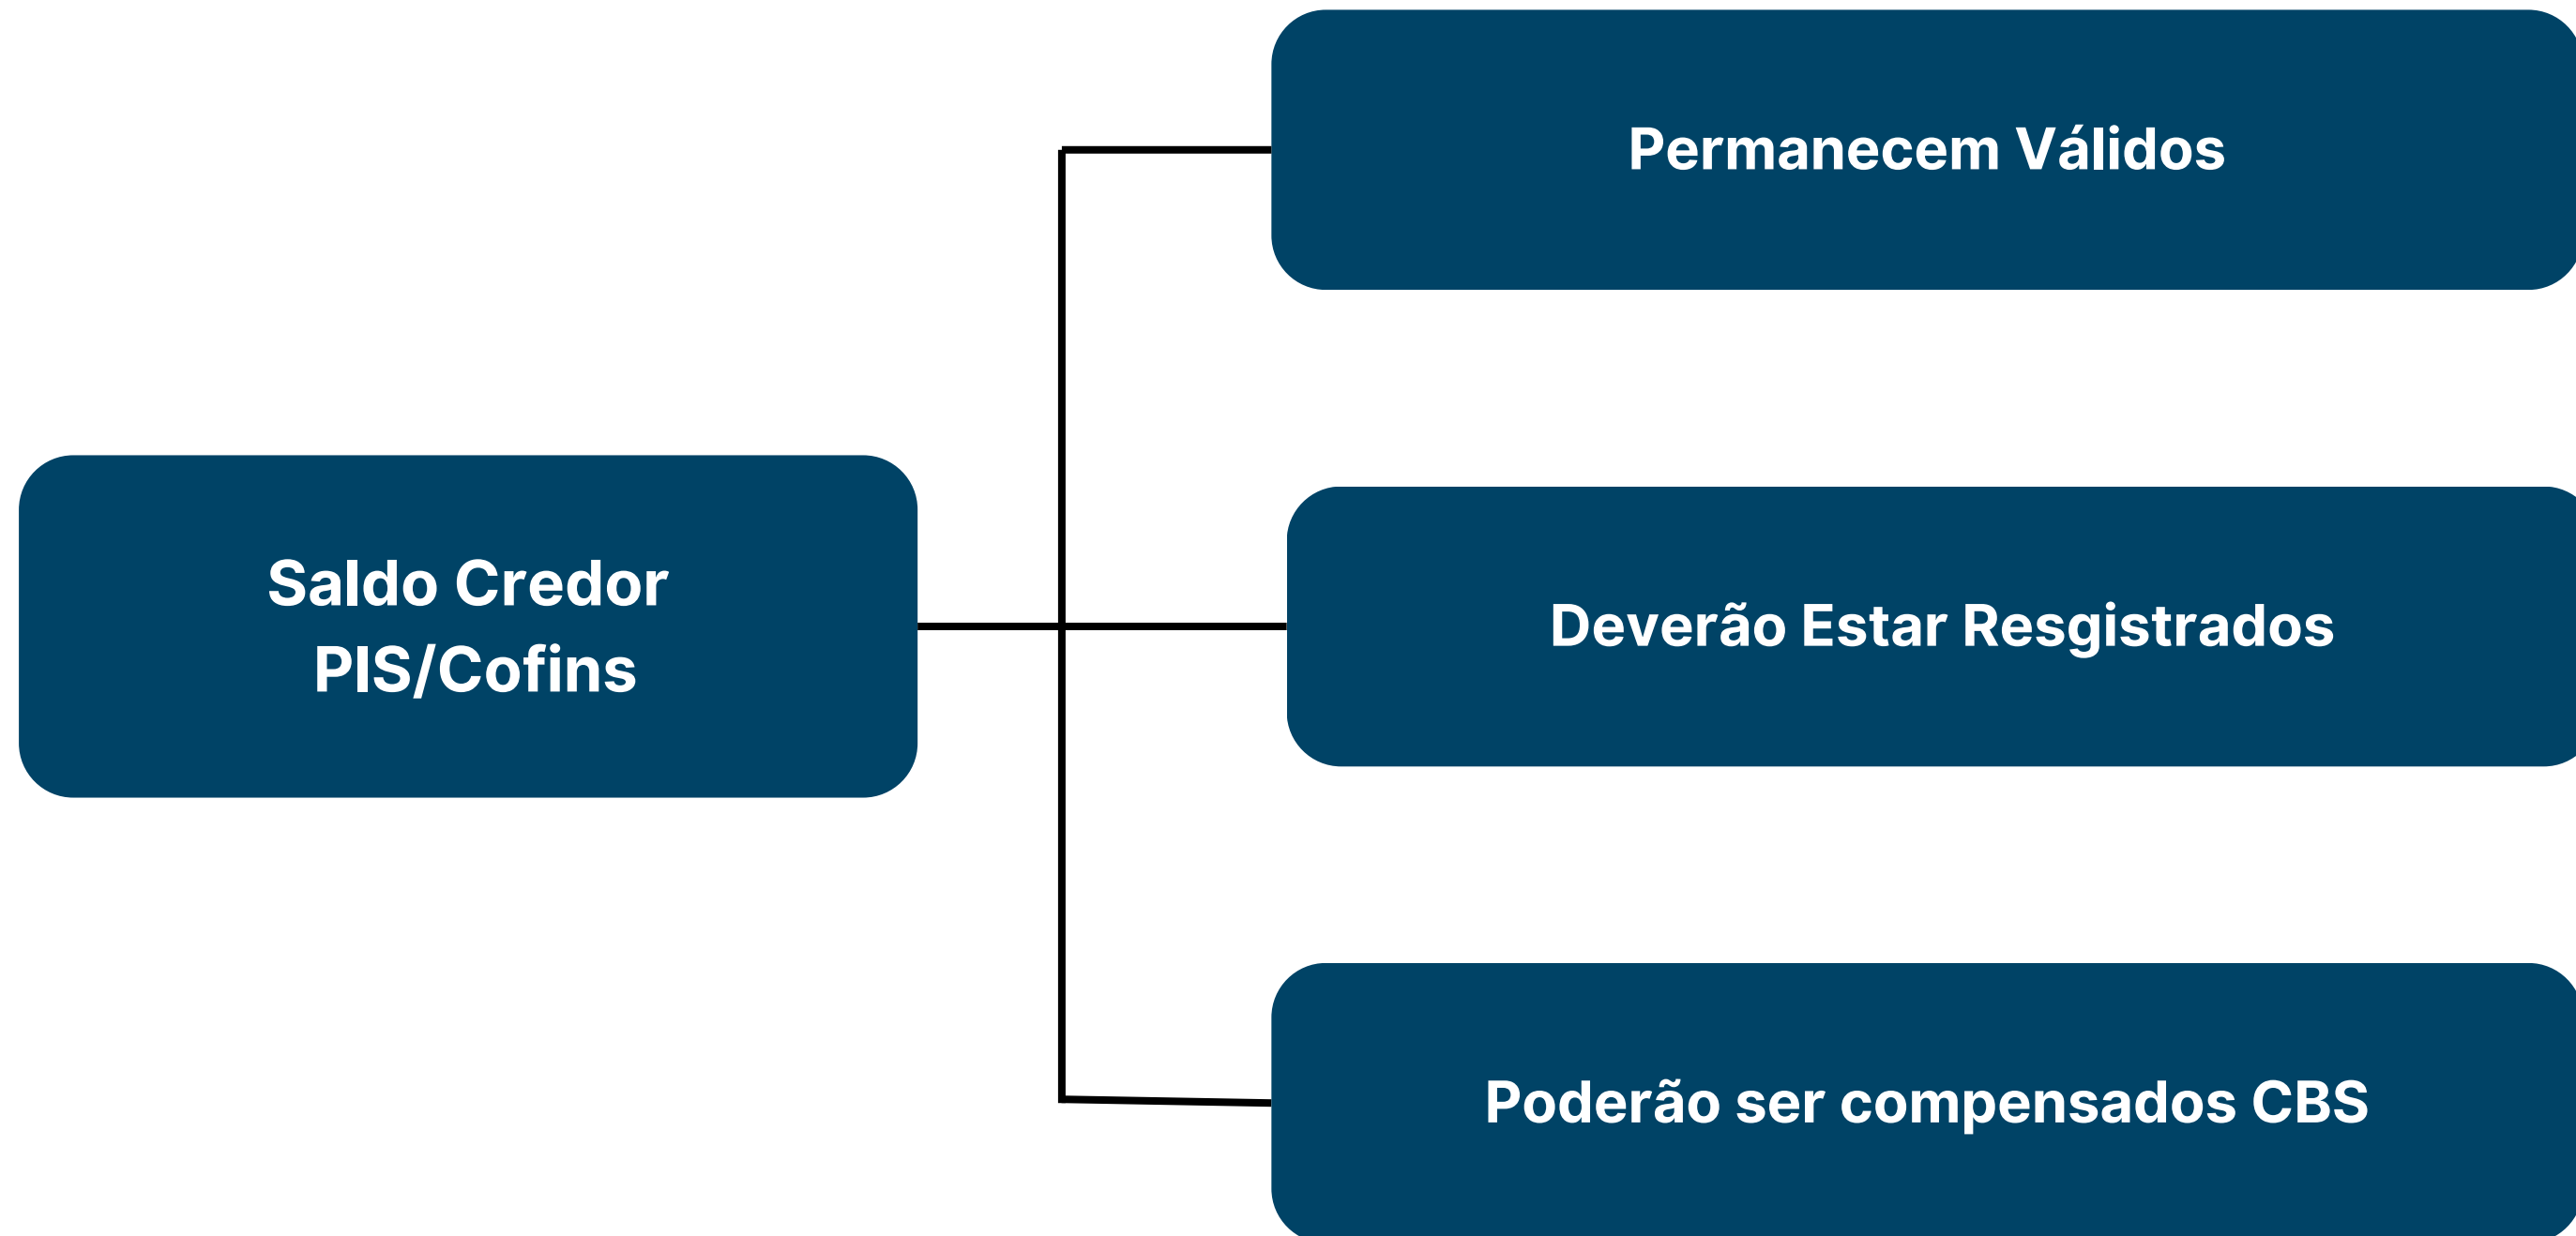 Permanecem Válidos
Saldo Credor
PIS/Cofins
Deverão Estar Resgistrados
Poderão ser compensados CBS